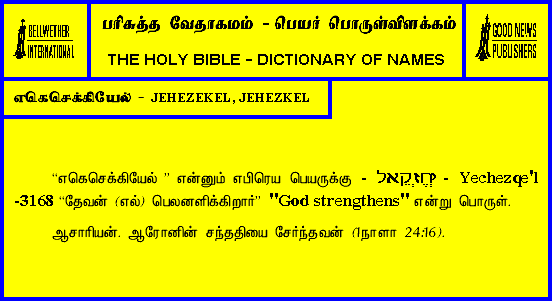 BELLWETHER
INTERNATIONAL
பரிசுத்த வேதாகமம் - பெயர் பொருள்விளக்கம்
THE HOLY BIBLE - DICTIONARY OF NAMES
GOOD NEWS
PUBLISHERS
எகெசெக்கியேல் - JEHEZEKEL, JEHEZKEL
“எகெசெக்கியேல் ” என்னும் எபிரெய பெயருக்கு - יְחֶזְקֵאל - Yechezqe'l
-3168 “தேவன் (எல்) பெலனளிக்கிறார்” "God strengthens" என்று பொருள்.
ஆசாரியன். ஆரோனின் சந்ததியை சேர்ந்தவன் (1நாளா 24:16).